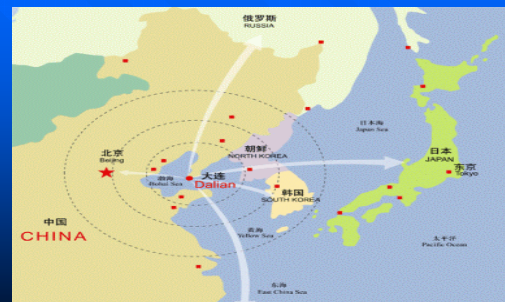 俄罗斯
RUSSIA
日本海
Japan Sea
朝鲜
NORTH KOREA
北京
Beijing
日本
JAPAN
东京
Tokyo
大连
Dalian
渤海
Bohai Sea
韩国
SOUTH KOREA
中国
CHINA
黄海
Yellow Sea
太平洋
Pacific Ocean
东海
East China Sea